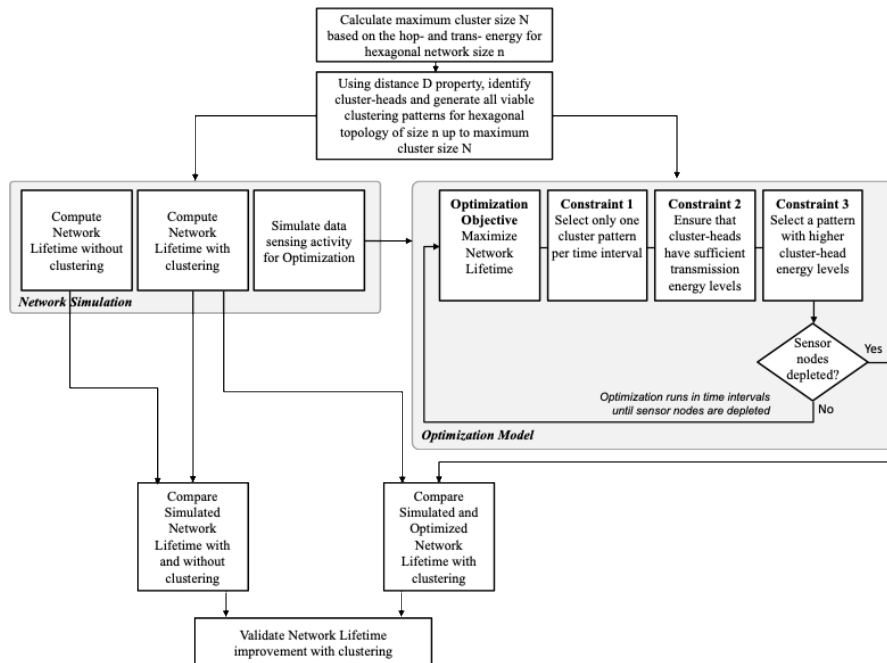 Calculate maximum cluster size N
based on the hop- and trans- energy for
hexagonal network size n
Using distance D property, identify
cluster-heads and generate all viable
clustering patterns for hexagonal
topology of size n up to maximum
cluster size N
Compute
Network
Lifetime without
clustering
Compute
Network
Lifetime with
clustering
Simulate data
sensing activity
for Optimization
Network Simulation
Optimization
Objective
Maximize
Network
Lifetime
Constraint 1
Select only one
cluster pattern
per time interval
Constraint 2
Ensure that
cluster-heads
have sufficient
transmission
energy levels
Constraint 3
Select a pattern
with higher
cluster-head
energy levels
Sensor
nodes
depleted?
Yes
No
Optimization runs in time intervals
until sensor nodes are depleted
Optimization Model
Compare
Simulated
Network
Lifetime with
and without
clustering
Compare
Simulated and
Optimized
Network
Lifetime with
clustering
Validate Network Lifetime
improvement with clustering